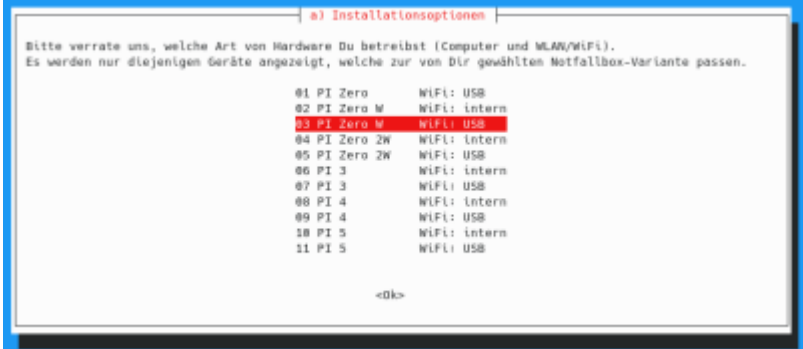 a) Installationsoptionen
Bitte verrate uns, welche Art von Hardware Du betreibst (Computer und WLAN/WiFi).
Es werden nur diejenigen Geräte angezeigt, welche zur von Dir gewählten Notfallbox-Variante passen.
01 PI Zero WiFi: USB
02 PI Zero W WiFi: intern
03 PI Zero W WiFi: USB
04 PI Zero 2W WiFi: intern
05 PI Zero 2W WiFi: USB
06 PI 3 WiFi: intern
07 PI 3 WiFi: USB
08 PI 4 WiFi: intern
09 PI 4 WiFi: USB
10 PI 5 WiFi: intern
11 PI 5 WiFi: USB
<Ok>